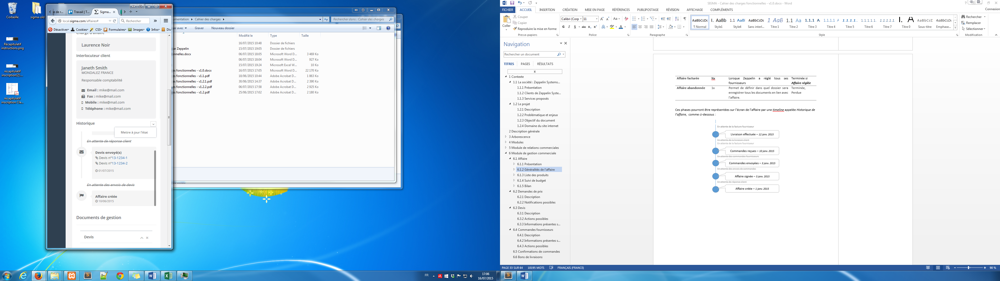 Corbeille
sigma-old
Récapitulatif
instructions.png
récapitulatif
inscription(2)....
récapitulatif
inscription Cla...
Travail | T...
Sigma...
local.sigma.com/affaires#
Rechercher
Désactiver
Cookies
CSS
Formulaires
Images
Infos
Div
Laurence Noir
Interlocuteur client
Janeth Smith
MONDALEZ FRANCE
Responsable comptabilité
Email : mike@mail.com
Fax : mike@mail.com
Mobile : mike@mail.com
Téléphone : mike@mail.com
Historique
Mettre à jour l'état
En attente de réponse client
Devis envoyé(s)
Devis n°13-1234-1
Devis n°13-1234-2
01/07/2015
En attente des envois de devis
Affaire créée
10/06/2015
Documents de gestion
Devis
umentation
Cahier des charges
Rechercher dans : Cahier des charges
er avec
Graver
Nouveau dossier
Modifié le
Type
Taille
16/07/2015 10:48
Dossier de fichiers
ar Zeppelin
15/07/2015 19:05
Dossier de fichiers
annelles.docx
06/07/2015 18:05
Microsoft Word D...
3 469 Ko
06/07/2015 18:04
Microsoft Word D...
927 Ko
15/07/2015 19:24
Microsoft Excel W...
10 Ko
es fonctionnelles - v1.0.docx
16/07/2015 17:05
Microsoft Word D...
22 170 Ko
es fonctionnelles - v1.1.pdf
18/06/2015 10:44
Adobe Acrobat D...
1 863 Ko
es fonctionnelles - v1.2.1.pdf
30/06/2015 14:37
Adobe Acrobat D...
2 390 Ko
es fonctionnelles - v1.2.2.pdf
06/07/2015 17:58
Adobe Acrobat D...
2 925 Ko
es fonctionnelles - v1.2.pdf
25/06/2015 17:02
Adobe Acrobat D...
2 180 Ko
FR
17:06
16/07/2015
SIGMA - Cahier des charges fonctionnelles - v1.0.docx - Word
Connexion
FICHIER
ACCUEIL
INSERTION
CRÉATION
MISE EN PAGE
RÉFÉRENCES
PUBLIPOSTAGE
RÉVISION
AFFICHAGE
COMPLÉMENTS
Coller
Couper
Copier
Reproduire la mise en forme
Presse-papiers
Calibri (Corp
11
Police
Paragraphe
¶ Normal
Style1
Style4
Sans interl...
Titre 1
Titre 2
Titre 3
Titre 4
Titre 5
Titre 6
Titre 7
Titre 0
Sous-titre
Emphase...
Style
Rechercher
Remplacer
Sélectionner
Modification
Navigation
Rechercher un document
TITRES
PAGES
RÉSULTATS
1 Contexte
1.1 La société : Zeppelin Systems...
1.1.1 Présentation
1.1.2 Clients de Zeppelin Syste...
1.1.3 Services proposés
1.2 Le projet
1.2.1 Description
1.2.2 Problématique et enjeux
1.2.3 Objectif du document
1.2.4 Domaine du site internet
2 Description générale
3 Arborescence
4 Modules
5 Module de relations commerciales
6 Module de gestion commerciale
6.1 Affaire
6.1.1 Présentation
6.1.2 Généralités de l'affaire
6.1.3 Liste des produits
6.1.4 Suivi de budget
6.1.5 Bilan
6.2 Demandes de prix
6.2.1 Description
6.2.2 Notifications possibles
6.3 Devis
6.3.1 Description
6.3.2 Actions possibles
6.3.3 Informations présentes s...
6.4 Commandes fournisseurs
6.4.1 Description
6.4.2 Informations présentes s...
6.4.3 Actions possibles
6.5 Confirmations de commandes
6.6 Bons de livraisons
Affaire facturée
Nx
Lorsque Zeppelin a réglé tous ses
fournisseurs
Terminée si
Affaire réglée
Affaire abandonnée
1x
Permet de définir dans quel dossier sera
enregistrer tous les documents en lien avec
l'affaire.
Terminée,
Perdue
Ces phases pourront être représentées sur l'écran de l'affaire par une timeline appelée Historique de
l'affaire, comme ci-dessous :
En attente de la facture fournisseur
Livraison effectuée – 12 janv. 2015
En attente de la livraison client
En attente de la facture fournisseur
Commandes reçues – 10 janv. 2015
En attente des commandes fournisseurs
Commandes envoyées – 3 janv. 2015
En attente des envois de commandes
Affaire signée – 3 janv. 2015
En attente de réponse client
Affaire créée – 1 janv. 2015
PAGE 33 SUR 64
10195 MOTS
FRANÇAIS (FRANCE)
90 %